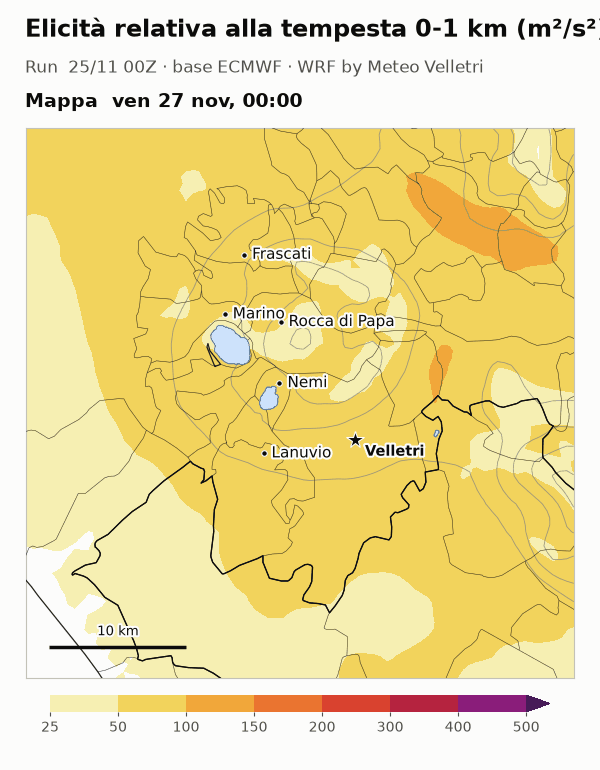 Elicità relativa alla tempesta 0-1 km (m²/s²)
Run 25/11 00Z · base ECMWF · WRF by Meteo Velletri
Mappa ven 27 nov, 00:00
Frascati
Marino
Rocca di Papa
Nemi
Velletri
Lanuvio
10 km
25 50 100 150 200 300 400 500